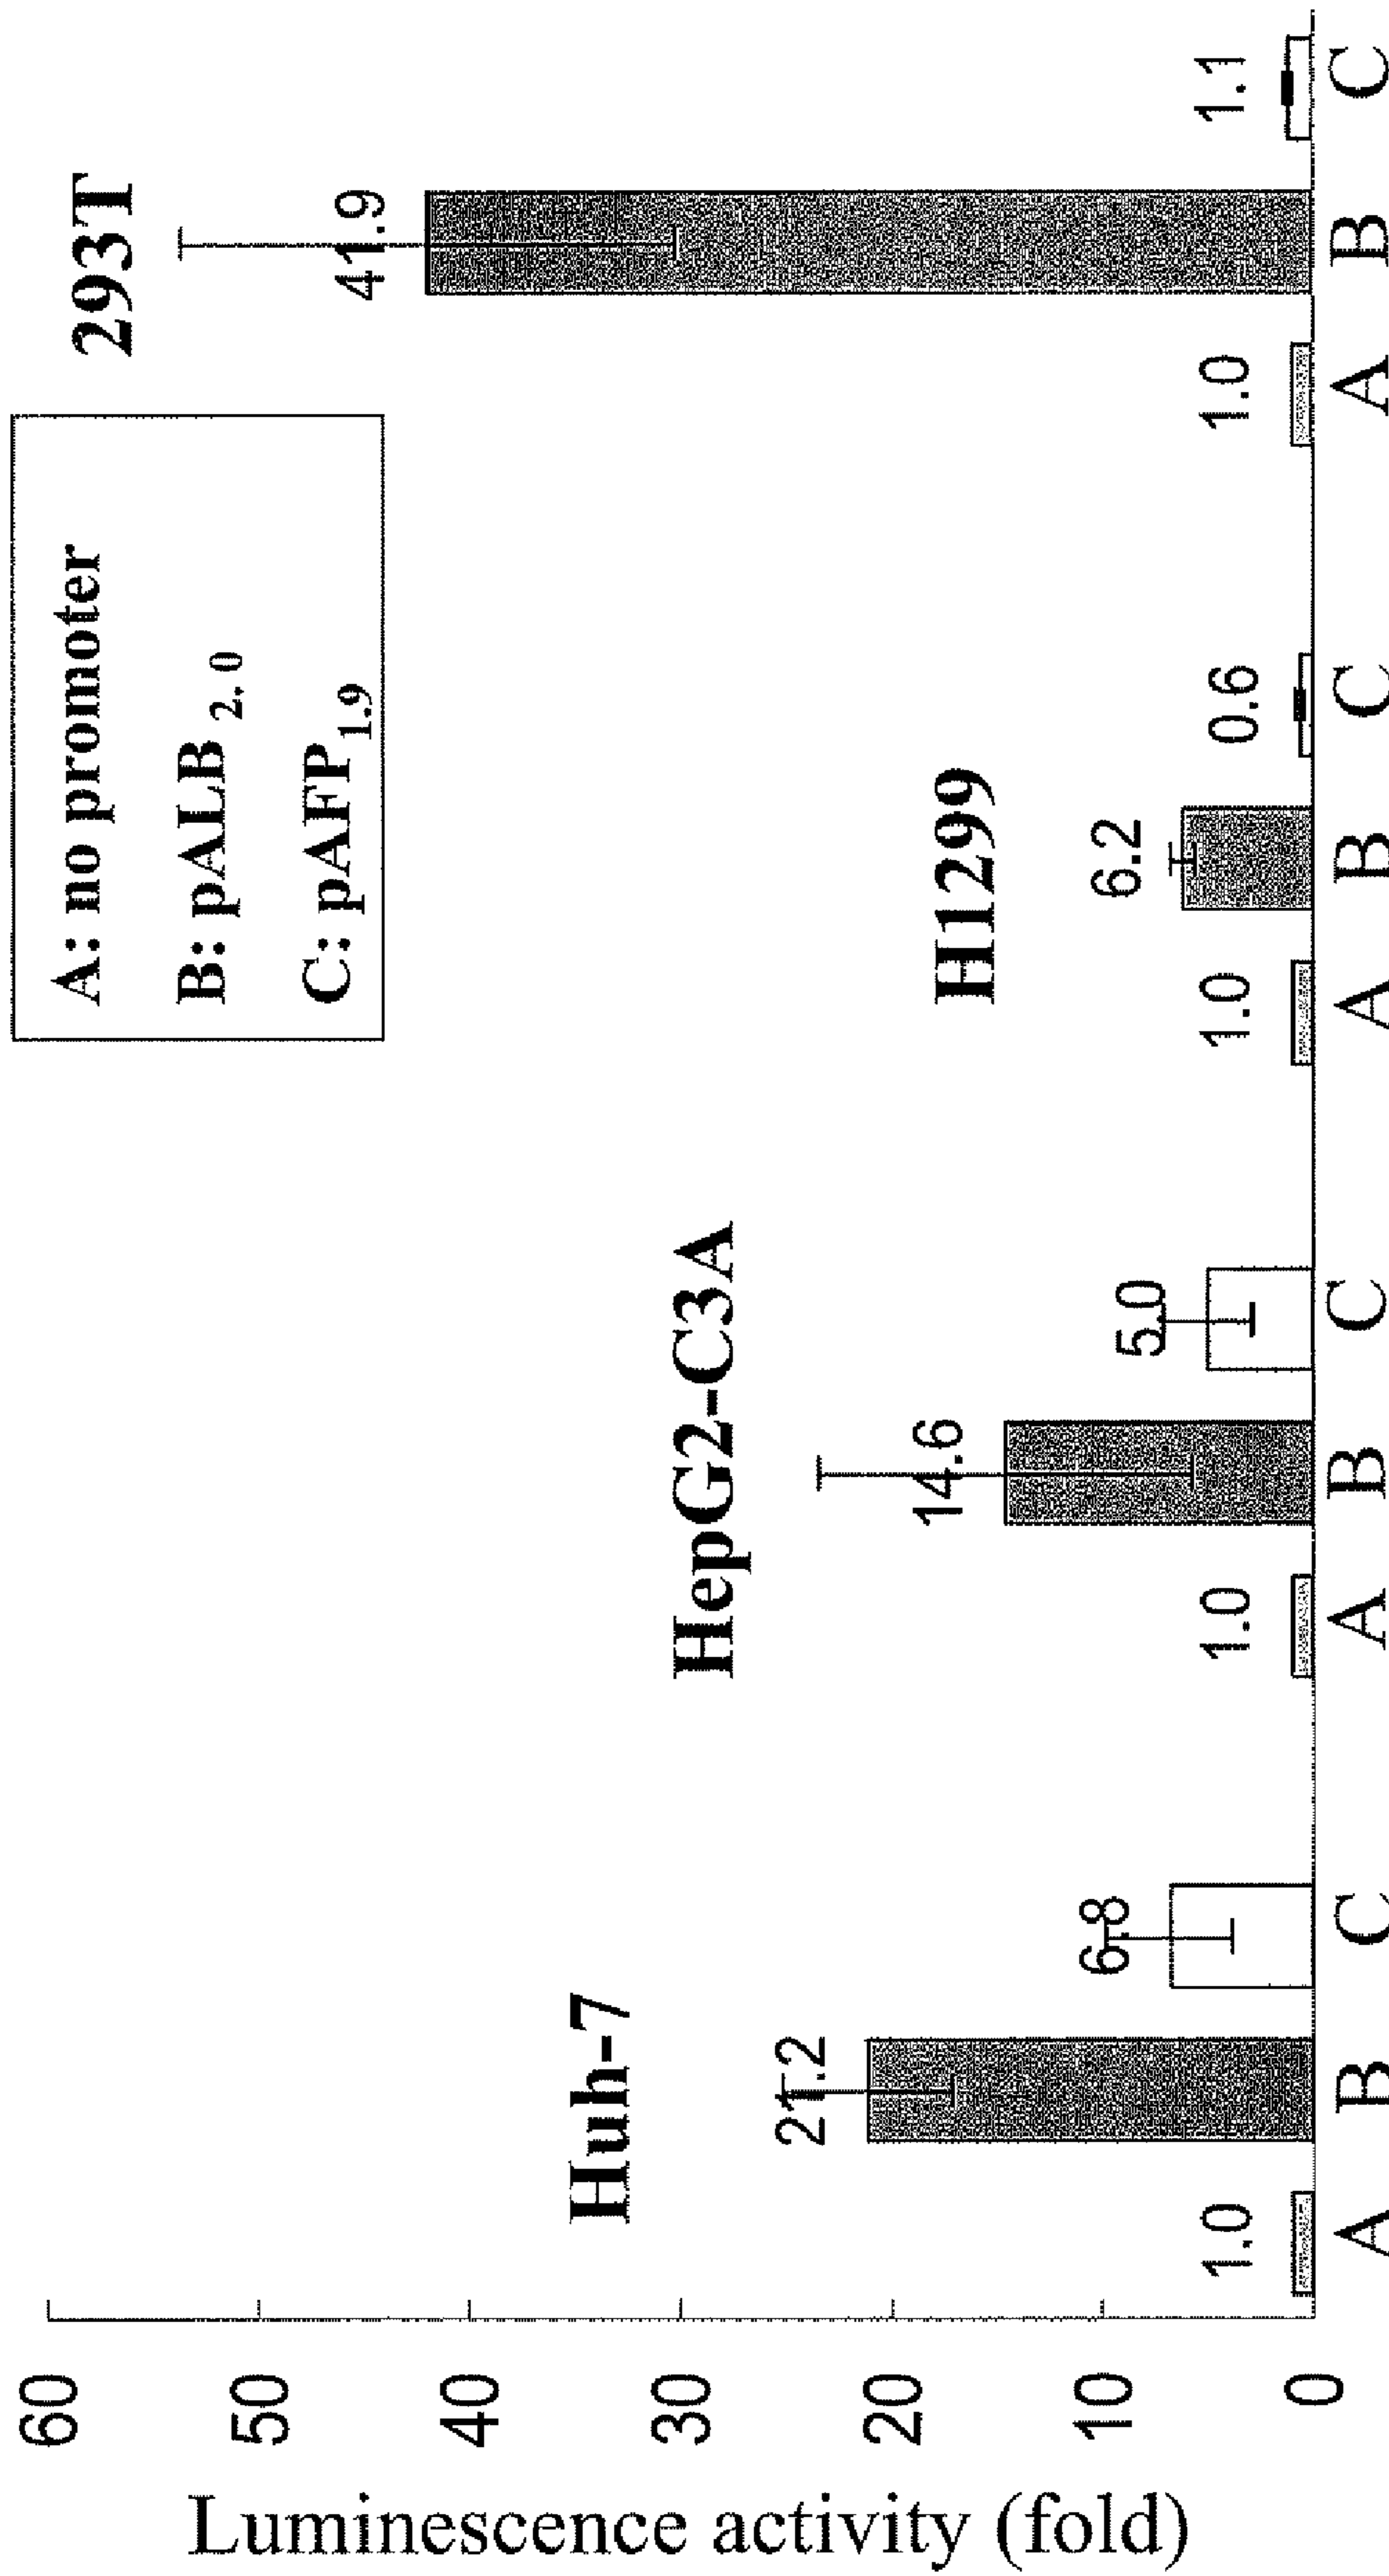 Luminescence activity (fold)
60
50
40
30
20
10
0
A: no promoter
B: pALB 2. 0
C: pAFP1.9
Huh-7
HepG2-C3A
H1299
293T
1.0
21.2
6.8
1.0
14.6
5.0
1.0
6.2
0.6
1.0
41.9
1.1
A B C A B C A B C A B C